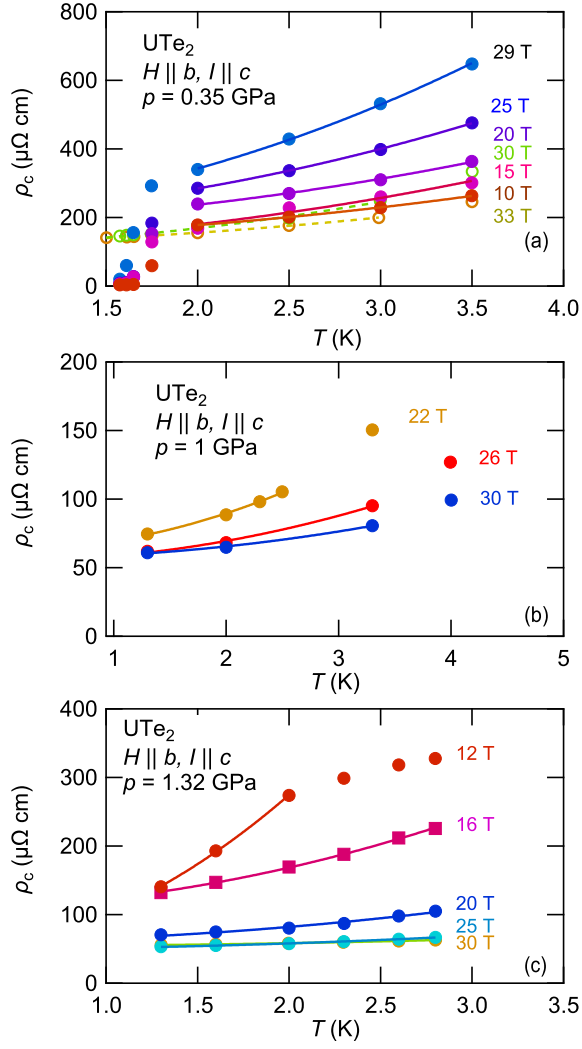 800
600
400
200
0
ρc (μΩ cm)
UTe2
H || b, I || c
p = 0.35 GPa
29 T
25 T
20 T
30 T
15 T
10 T
33 T
(a)
1.5 2.0 2.5 3.0 3.5 4.0
T (K)
200
150
100
50
0
ρc (μΩ cm)
UTe2
H || b, I || c
p = 1 GPa
22 T
26 T
30 T
(b)
1 2 3 4 5
T (K)
400
300
200
100
0
ρc (μΩ cm)
UTe2
H || b, I || c
p = 1.32 GPa
12 T
16 T
20 T
25 T
30 T
(c)
1.0 1.5 2.0 2.5 3.0 3.5
T (K)